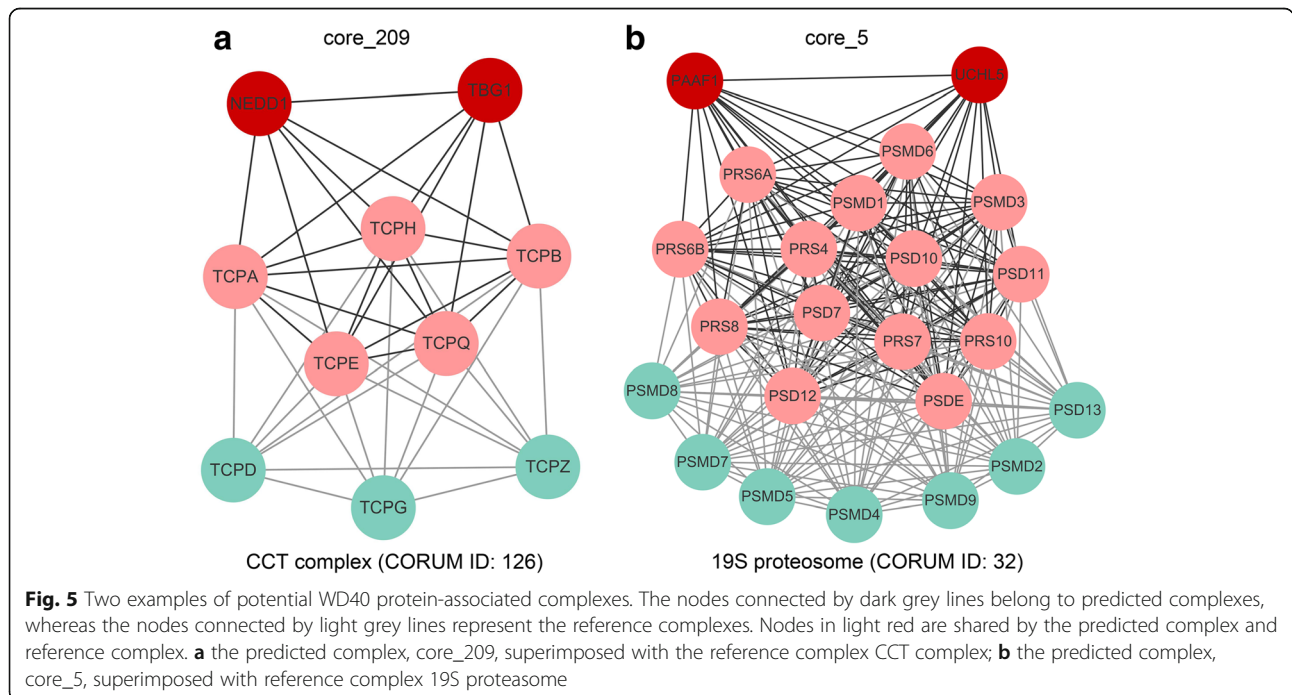 a
core_209
b
core_5
NEDD1
TBG1
PAAF1
UCHL5
PSMD6
PRS6A
PSMD1
PSMD3
TCPH
TCPA
TCPB
PRS6B
PRS4
PSD10
PSD11
PRS8
PSD7
PRS7
PRS10
TCPE
TCPQ
PSMD8
PSD12
PSDE
PSD13
TCPD
TCPG
TCPZ
PSMD7
PSMD5
PSMD4
PSMD9
PSMD2
CCT complex (CORUM ID: 126)
19S proteosome (CORUM ID: 32)
Fig. 5 Two examples of potential WD40 protein-associated complexes. The nodes connected by dark grey lines belong to predicted complexes,
whereas the nodes connected by light grey lines represent the reference complexes. Nodes in light red are shared by the predicted complex and
reference complex. a the predicted complex, core_209, superimposed with the reference complex CCT complex; b the predicted complex,
core_5, superimposed with reference complex 19S proteasome